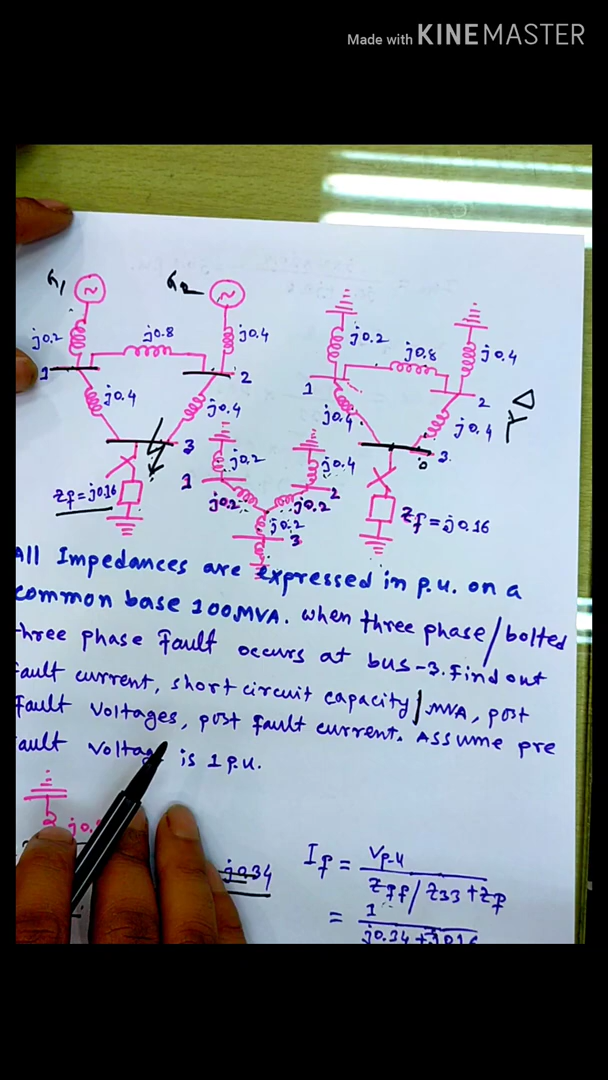 Made with KINEMASTER
G1
G2
j0.2
j0.8
j0.4
1
2
j0.4
j0.4
3
Zf = j0.16
j0.2
j0.8
j0.4
1
2
j0.4
j0.4
3
Zf = j0.16
Δ
Y
j0.2
j0.4
1
2
j0.2
j0.2
j0.2
3
All Impedances are expressed in p.u. on a
common base 100MVA. when three phase/bolted
three phase fault occurs at bus-3. Find out
fault current, short circuit capacity/MVA, post
fault voltages, post fault current. Assume pre
fault voltage is 1 p.u.
j0.34
If = Vp.u / Zff/Z33 + Zf
= 1 / j0.34 + j0.16